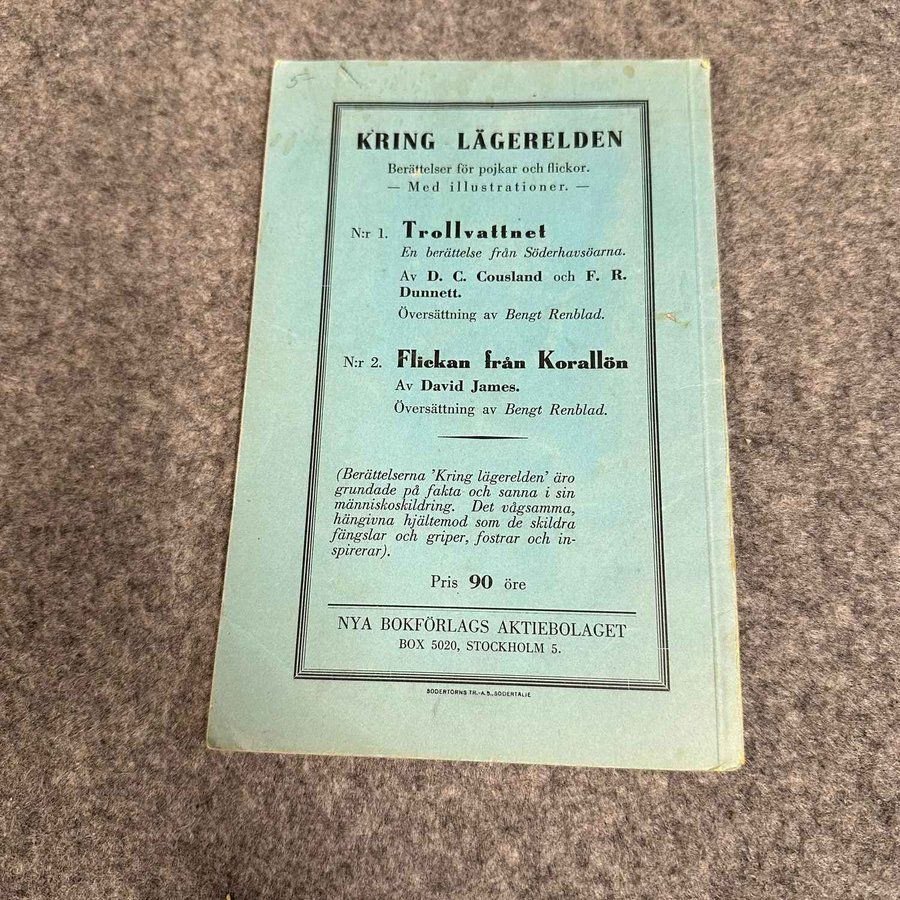 KRING LÄGERELDEN
Berättelser för pojkar och flickor.
— Med illustrationer. —
N:r 1. Trollvattnet
En berättelse från Söderhavsöarna.
Av D. C. Cousland och F. R.
Dunnett.
Översättning av Bengt Renblad.
N:r 2. Flickan från Korallön
Av David James.
Översättning av Bengt Renblad.
(Berättelserna 'Kring lägerelden' äro
grundade på fakta och sanna i sin
människoskildring. Det vågsamma,
hängivna hjältemod som de skildra
fängslar och griper, fostrar och in-
spirerar).
Pris 90 öre
NYA BOKFÖRLAGS AKTIEBOLAGET
BOX 5020, STOCKHOLM 5.
SÖDERTÖRNS TR.-A.B., SÖDERTÄLJE